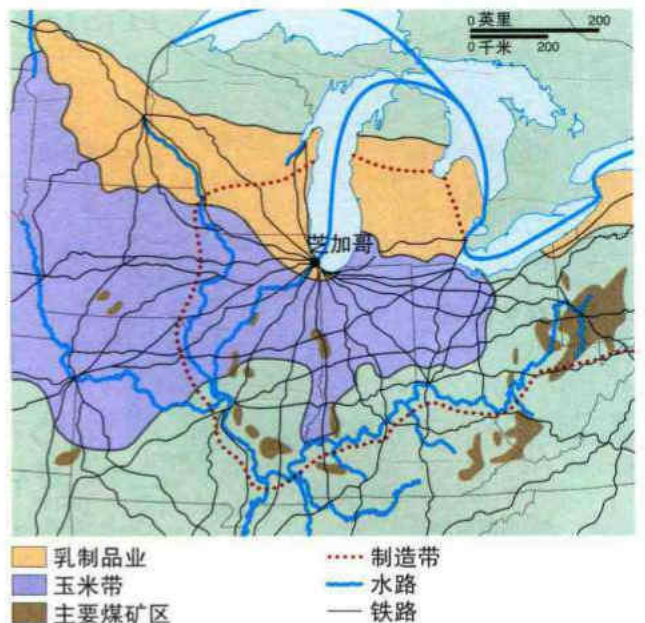 0 英里 200
0 千米 200
芝加哥
乳制品业
玉米带
主要煤矿区
制造带
水路
铁路